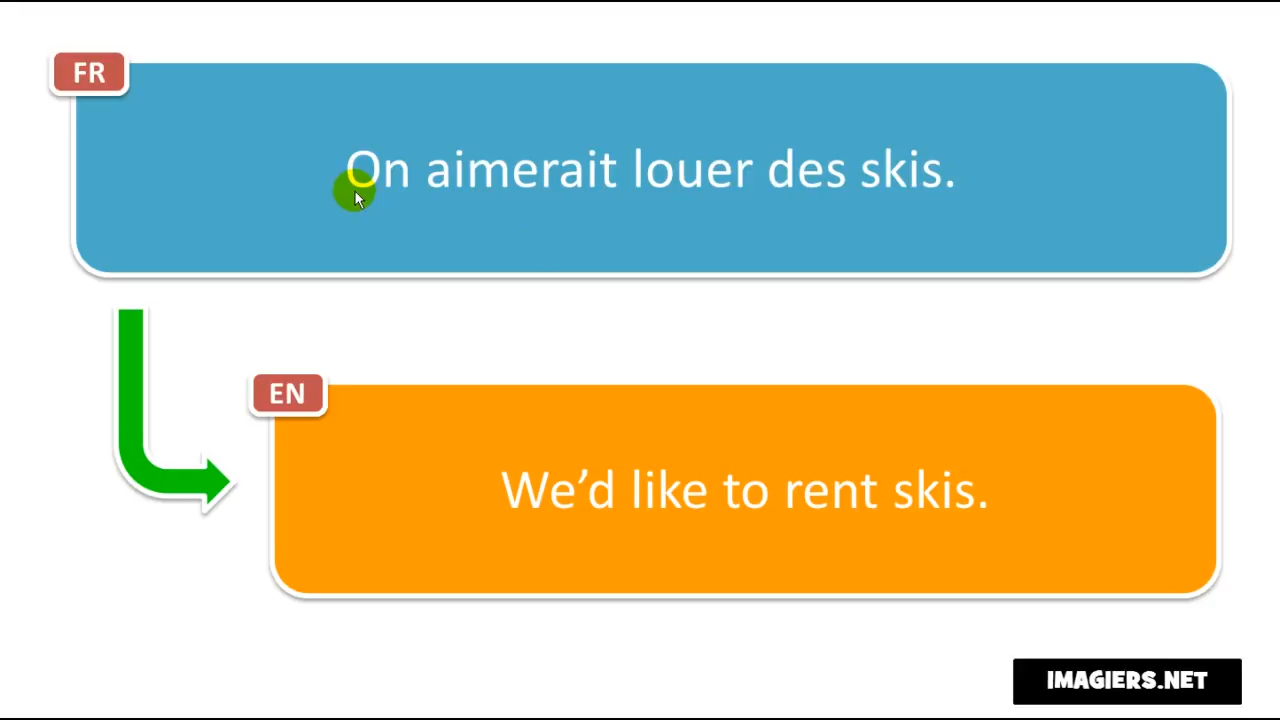 FR
On aimerait louer des skis.
EN
We’d like to rent skis.
IMAGIERS.NET